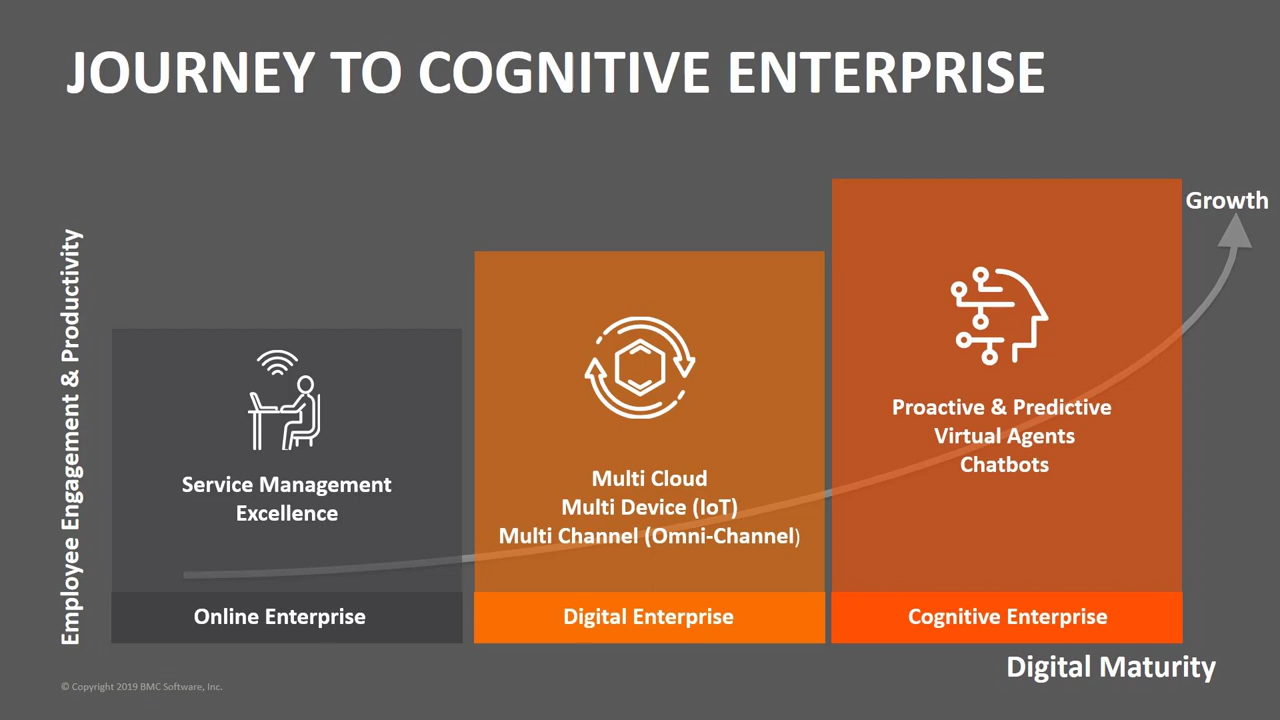 JOURNEY TO COGNITIVE ENTERPRISE
Growth
Employee Engagement & Productivity
Service Management
Excellence
Online Enterprise
Multi Cloud
Multi Device (IoT)
Multi Channel (Omni-Channel)
Digital Enterprise
Proactive & Predictive
Virtual Agents
Chatbots
Cognitive Enterprise
Digital Maturity
© Copyright 2019 BMC Software, Inc.